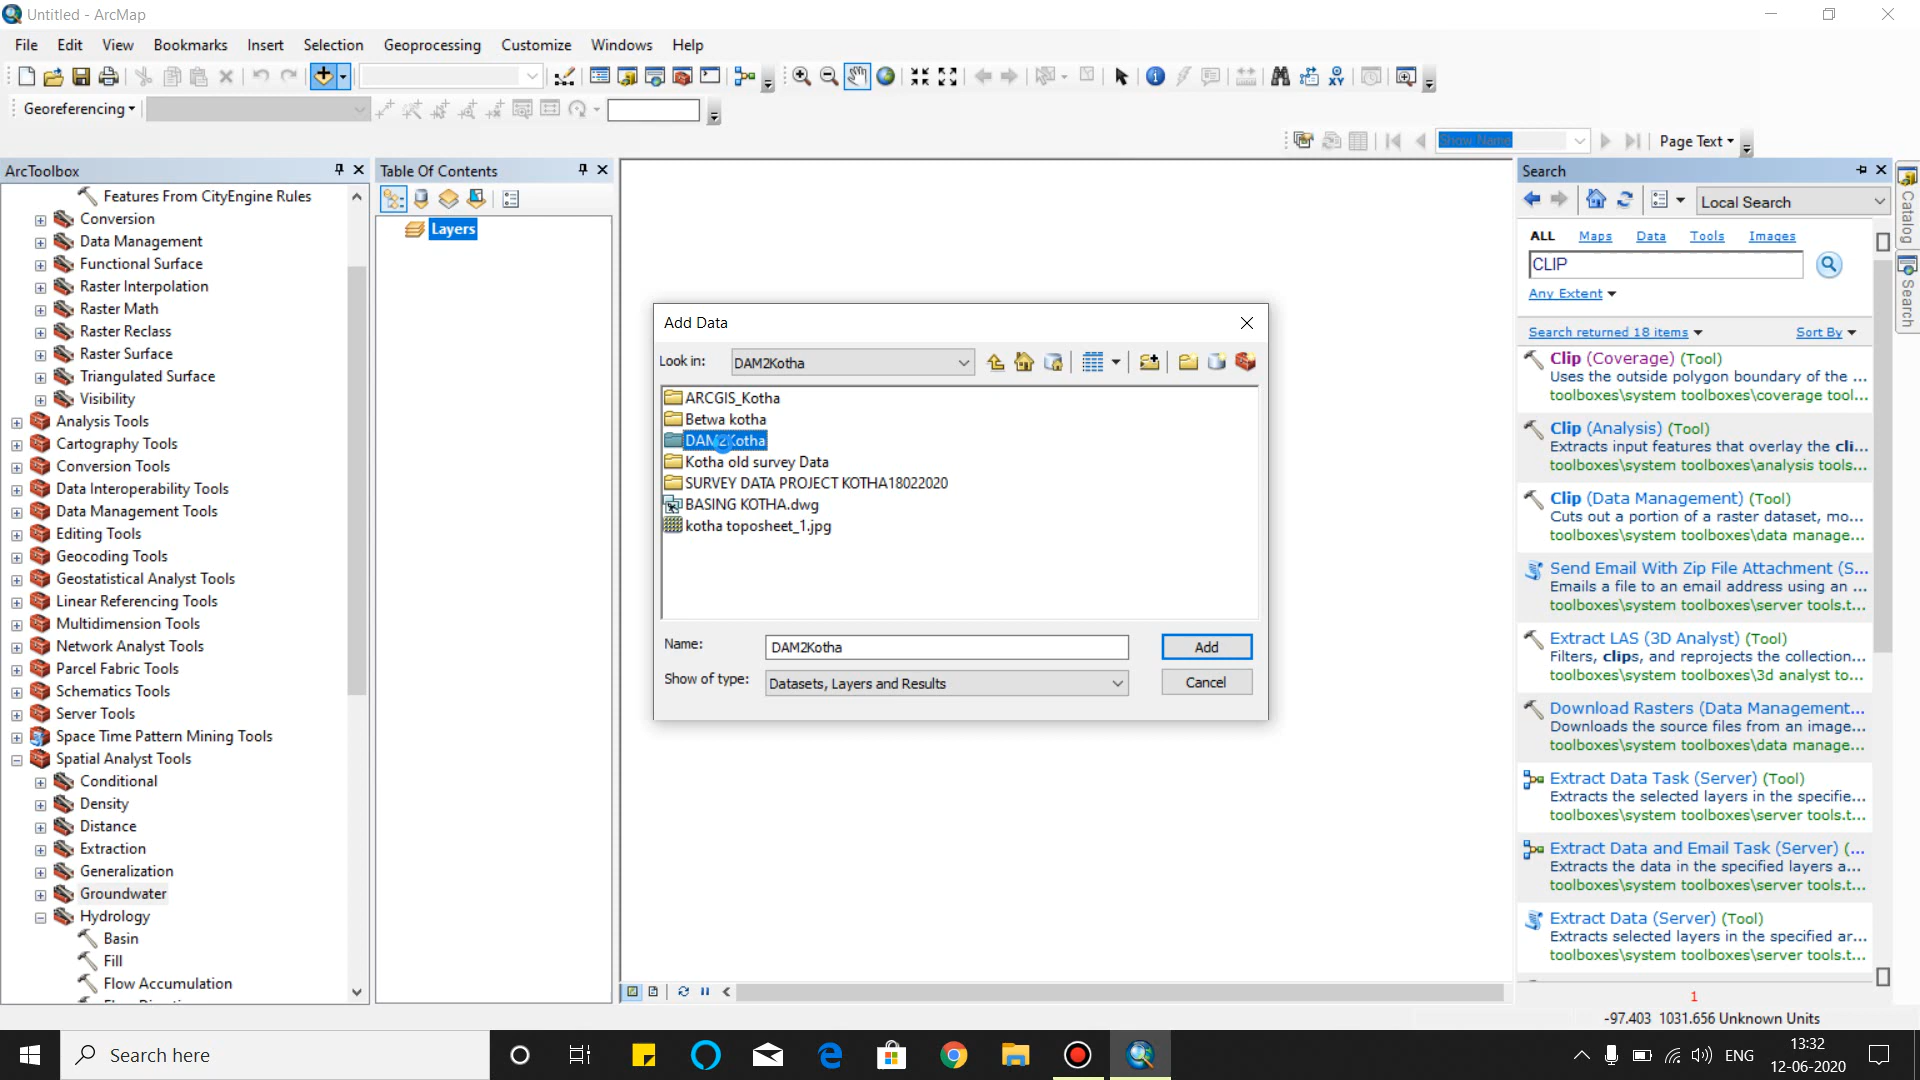 Untitled - ArcMap
File Edit View Bookmarks Insert Selection Geoprocessing Customize Windows Help
Georeferencing
Show Name
Page Text
ArcToolbox
Features From CityEngine Rules
Conversion
Data Management
Functional Surface
Raster Interpolation
Raster Math
Raster Reclass
Raster Surface
Triangulated Surface
Visibility
Analysis Tools
Cartography Tools
Conversion Tools
Data Interoperability Tools
Data Management Tools
Editing Tools
Geocoding Tools
Geostatistical Analyst Tools
Linear Referencing Tools
Multidimension Tools
Network Analyst Tools
Parcel Fabric Tools
Schematics Tools
Server Tools
Space Time Pattern Mining Tools
Spatial Analyst Tools
Conditional
Density
Distance
Extraction
Generalization
Groundwater
Hydrology
Basin
Fill
Flow Accumulation
Table Of Contents
Layers
Add Data
Look in: DAM2Kotha
ARCGIS_Kotha
Betwa kotha
DAM2Kotha
Kotha old survey Data
SURVEY DATA PROJECT KOTHA18022020
BASING KOTHA.dwg
kotha toposheet_1.jpg
Name: DAM2Kotha Add
Show of type: Datasets, Layers and Results Cancel
Search
Local Search
ALL Maps Data Tools Images
CLIP
Any Extent
Search returned 18 items Sort By
Clip (Coverage) (Tool)
Uses the outside polygon boundary of the ...
toolboxes\system toolboxes\coverage tool...
Clip (Analysis) (Tool)
Extracts input features that overlay the cli...
toolboxes\system toolboxes\analysis tools...
Clip (Data Management) (Tool)
Cuts out a portion of a raster dataset, mo...
toolboxes\system toolboxes\data manage...
Send Email With Zip File Attachment (S...
Emails a file to an email address using an ...
toolboxes\system toolboxes\server tools.t...
Extract LAS (3D Analyst) (Tool)
Filters, clips, and reprojects the collection...
toolboxes\system toolboxes\3d analyst to...
Download Rasters (Data Management...
Downloads the source files from an image...
toolboxes\system toolboxes\data manage...
Extract Data Task (Server) (Tool)
Extracts the selected layers in the specifie...
toolboxes\system toolboxes\server tools.t...
Extract Data and Email Task (Server) (...
Extracts the data in the specified layers a...
toolboxes\system toolboxes\server tools.t...
Extract Data (Server) (Tool)
Extracts selected layers in the specified ar...
toolboxes\system toolboxes\server tools.t...
1
Catalog
Search
-97.403 1031.656 Unknown Units
Search here
ENG
13:32
12-06-2020